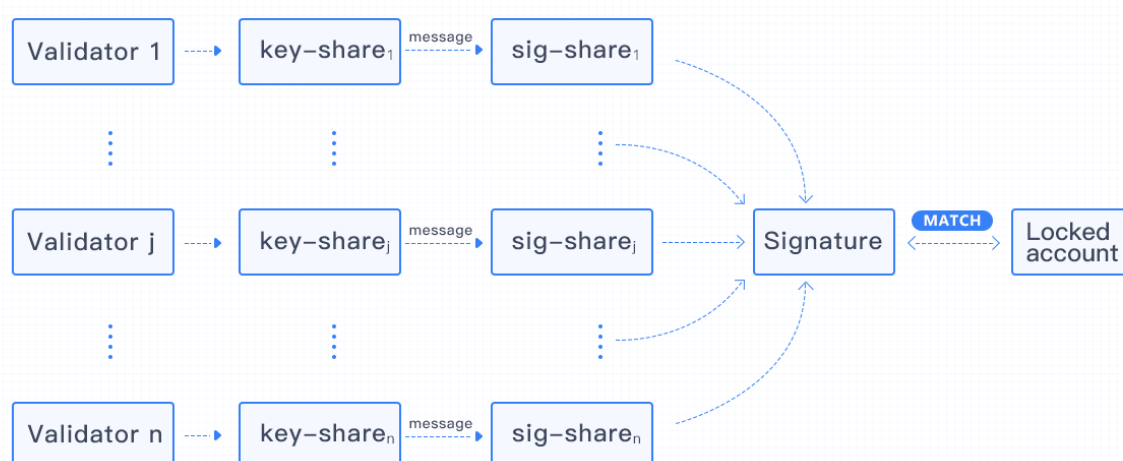 Validator 1
key-share₁
message
sig-share₁
Validator j
key-shareⱼ
message
sig-shareⱼ
Signature
MATCH
Locked
account
Validator n
key-shareₙ
message
sig-shareₙ